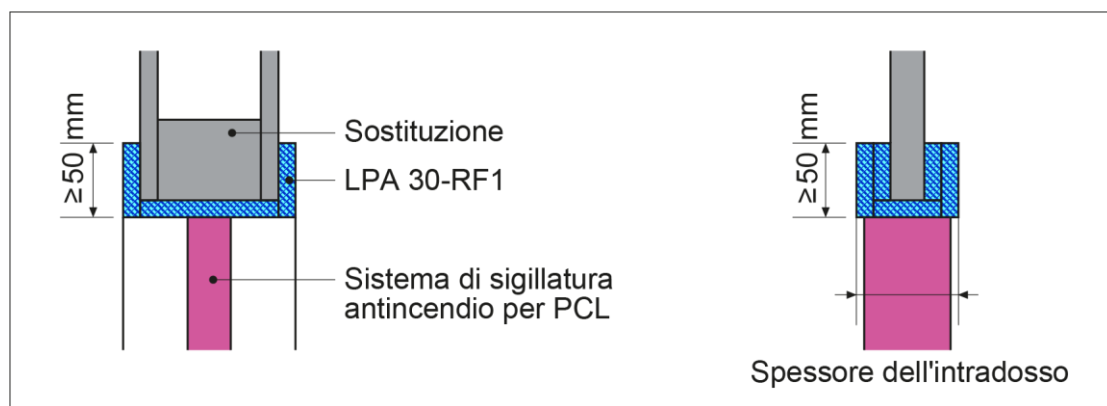 ≥50 mm
Sostituzione
LPA 30-RF1
Sistema di sigillatura
antincendio per PCL
≥50 mm
Spessore dell'intradosso